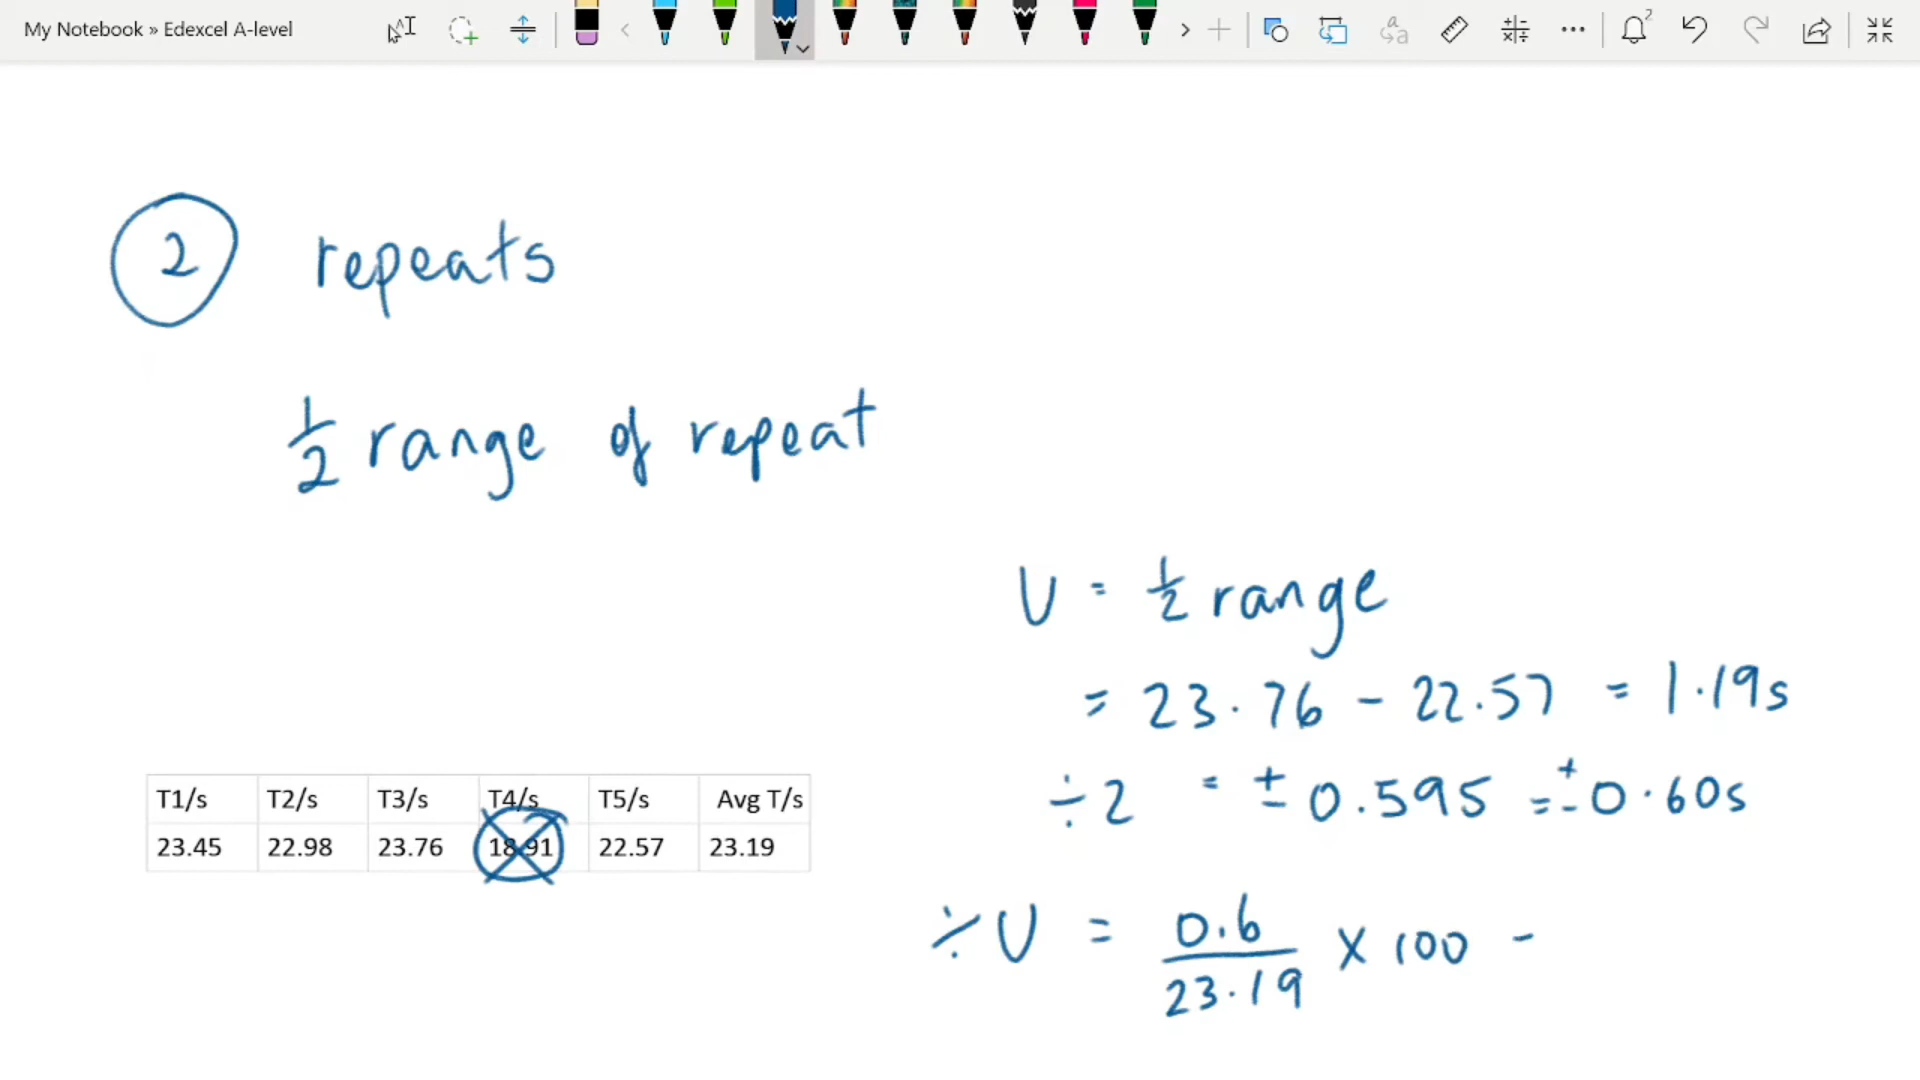 My Notebook » Edexcel A-level
2
2 repeats
½ range of repeat
U = ½ range
= 23.76 - 22.57 = 1.19s
÷2 = ± 0.595 = ±0.60s
T1/s T2/s T3/s T4/s T5/s Avg T/s
23.45 22.98 23.76 18.91 22.57 23.19
% U = 0.6/23.19 x 100 -